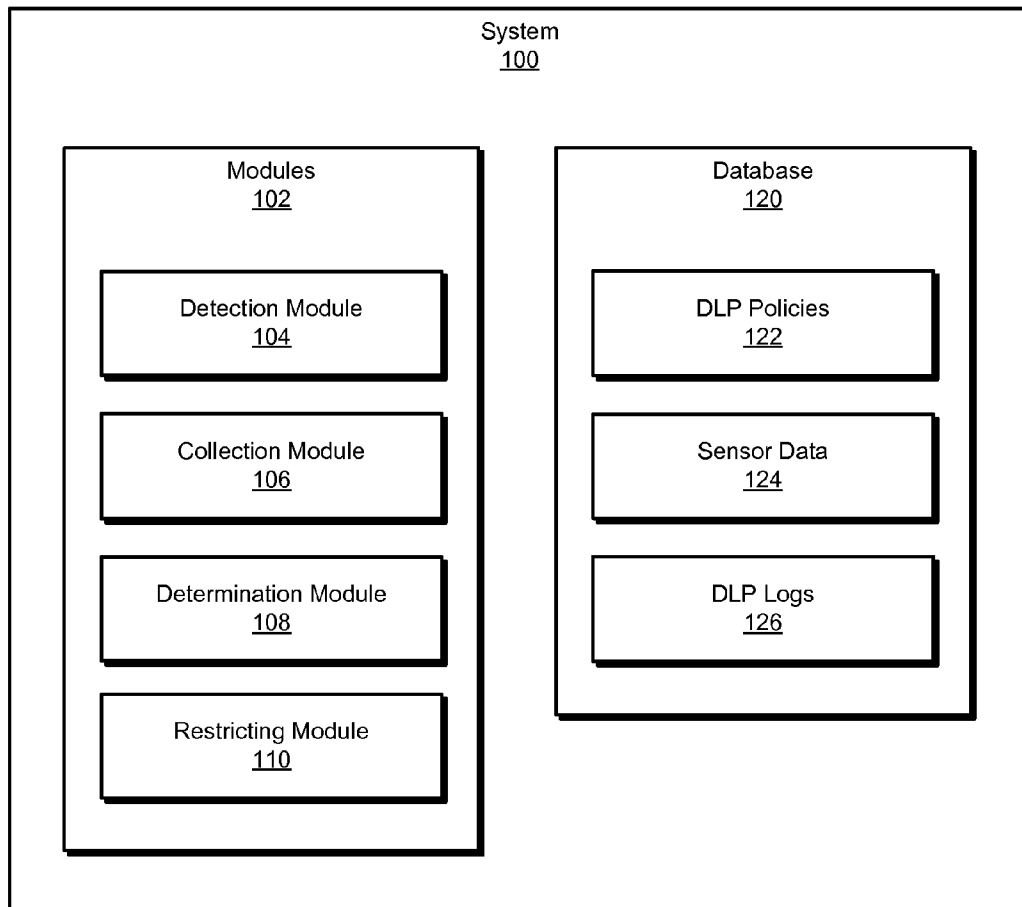 System
100
Modules
102
Detection Module
104
Collection Module
106
Determination Module
108
Restricting Module
110
Database
120
DLP Policies
122
Sensor Data
124
DLP Logs
126